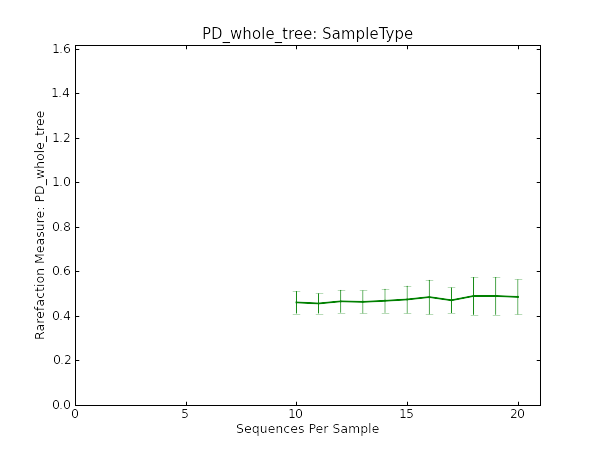 PD_whole_tree: SampleType
1.6
1.4
1.2
1.0
0.8
0.6
0.4
0.2
0.0
Rarefaction Measure: PD_whole_tree
0 5 10 15 20
Sequences Per Sample